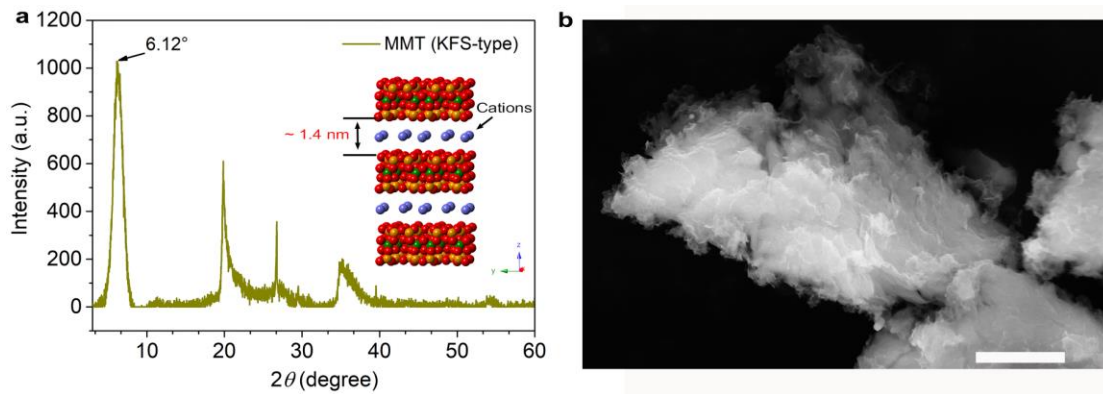 a
1200
1000
800
600
400
200
0
Intensity (a.u.)
6.12°
MMT (KFS-type)
Cations
~ 1.4 nm
z
y
10
20
30
40
50
60
2θ (degree)
b